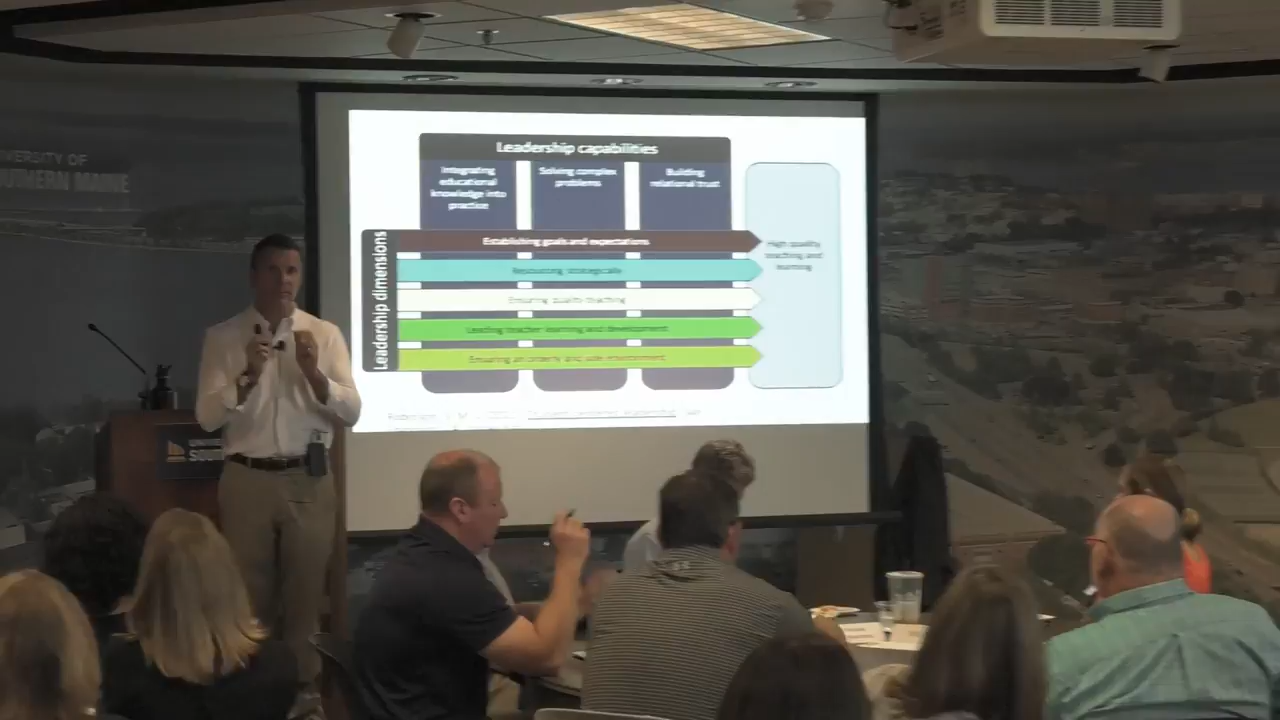 UNIVERSITY OF
SOUTHERN MAINE
Leadership capabilities
Integrating
educational
knowledge into
practice
Solving complex
problems
Building
relational trust
Leadership dimensions
Establishing goals and expectations
Resourcing strategically
Ensuring quality teaching
Leading teacher learning and development
Ensuring an orderly and safe environment
High quality
teaching and
learning